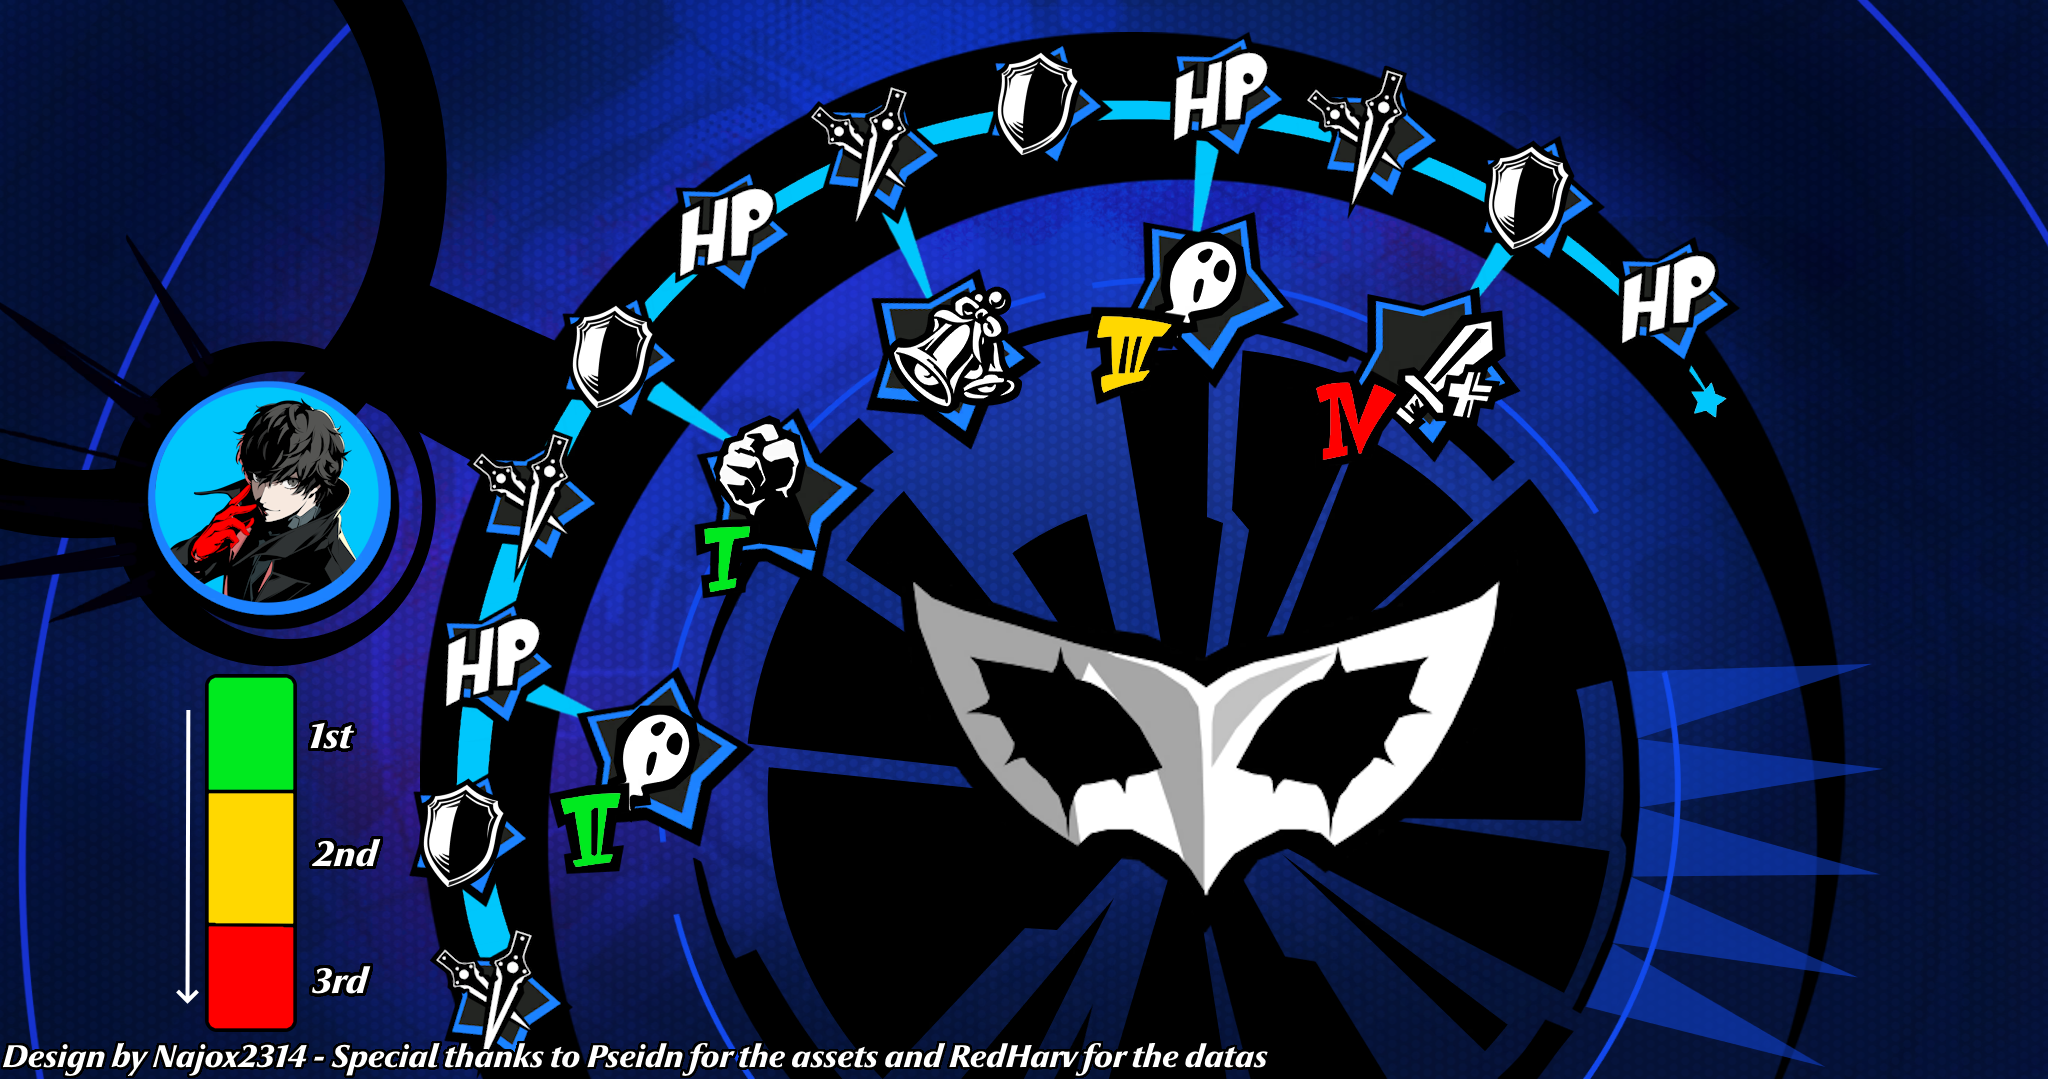 HP
HP
HP
HP
III
IV
I
HP
II
1st
2nd
3rd
Design by Najox2314 - Special thanks to Pseidn for the assets and RedHarv for the datas